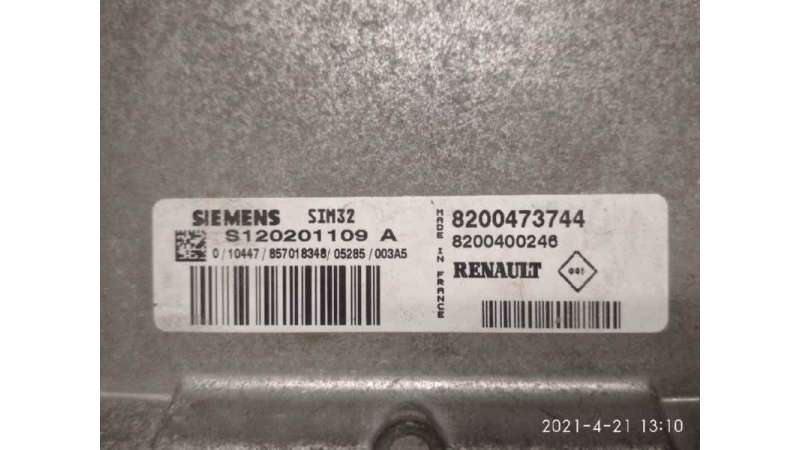 SIEMENS SIM32
S120201109 A
0/10447/857018348/05285/003A5
MADE IN FRANCE
8200473744
8200400246
RENAULT 001
2021-4-21 13:10